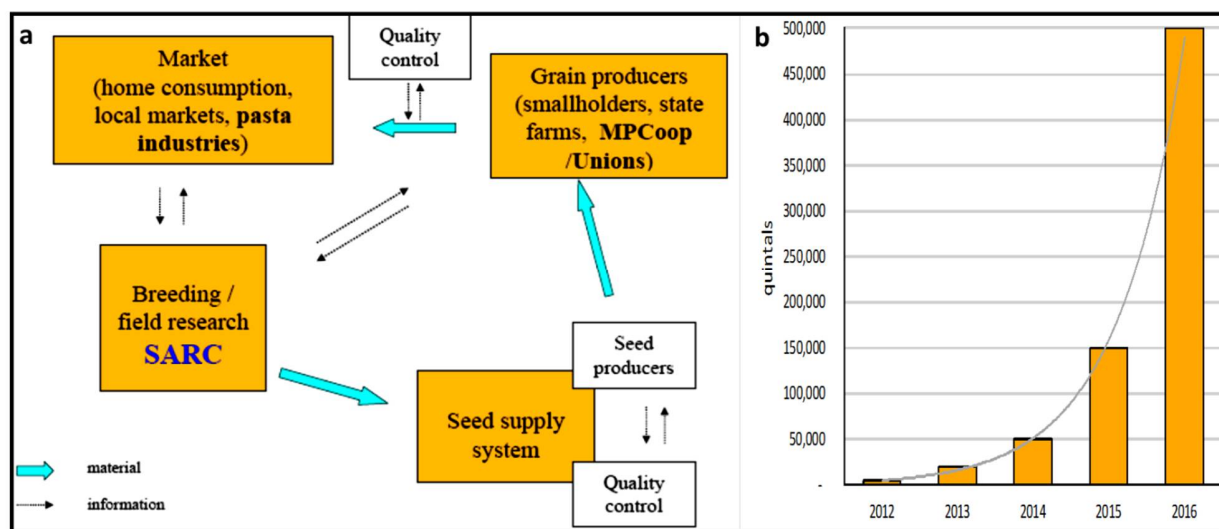 a
Market
(home consumption,
local markets, pasta
industries)
Quality
control
Grain producers
(smallholders, state
farms, MPCoop
/Unions)
Breeding /
field research
SARC
Seed
producers
Seed supply
system
Quality
control
material
information
b
quintals
500,000
450,000
400,000
350,000
300,000
250,000
200,000
150,000
100,000
50,000
-
2012 2013 2014 2015 2016